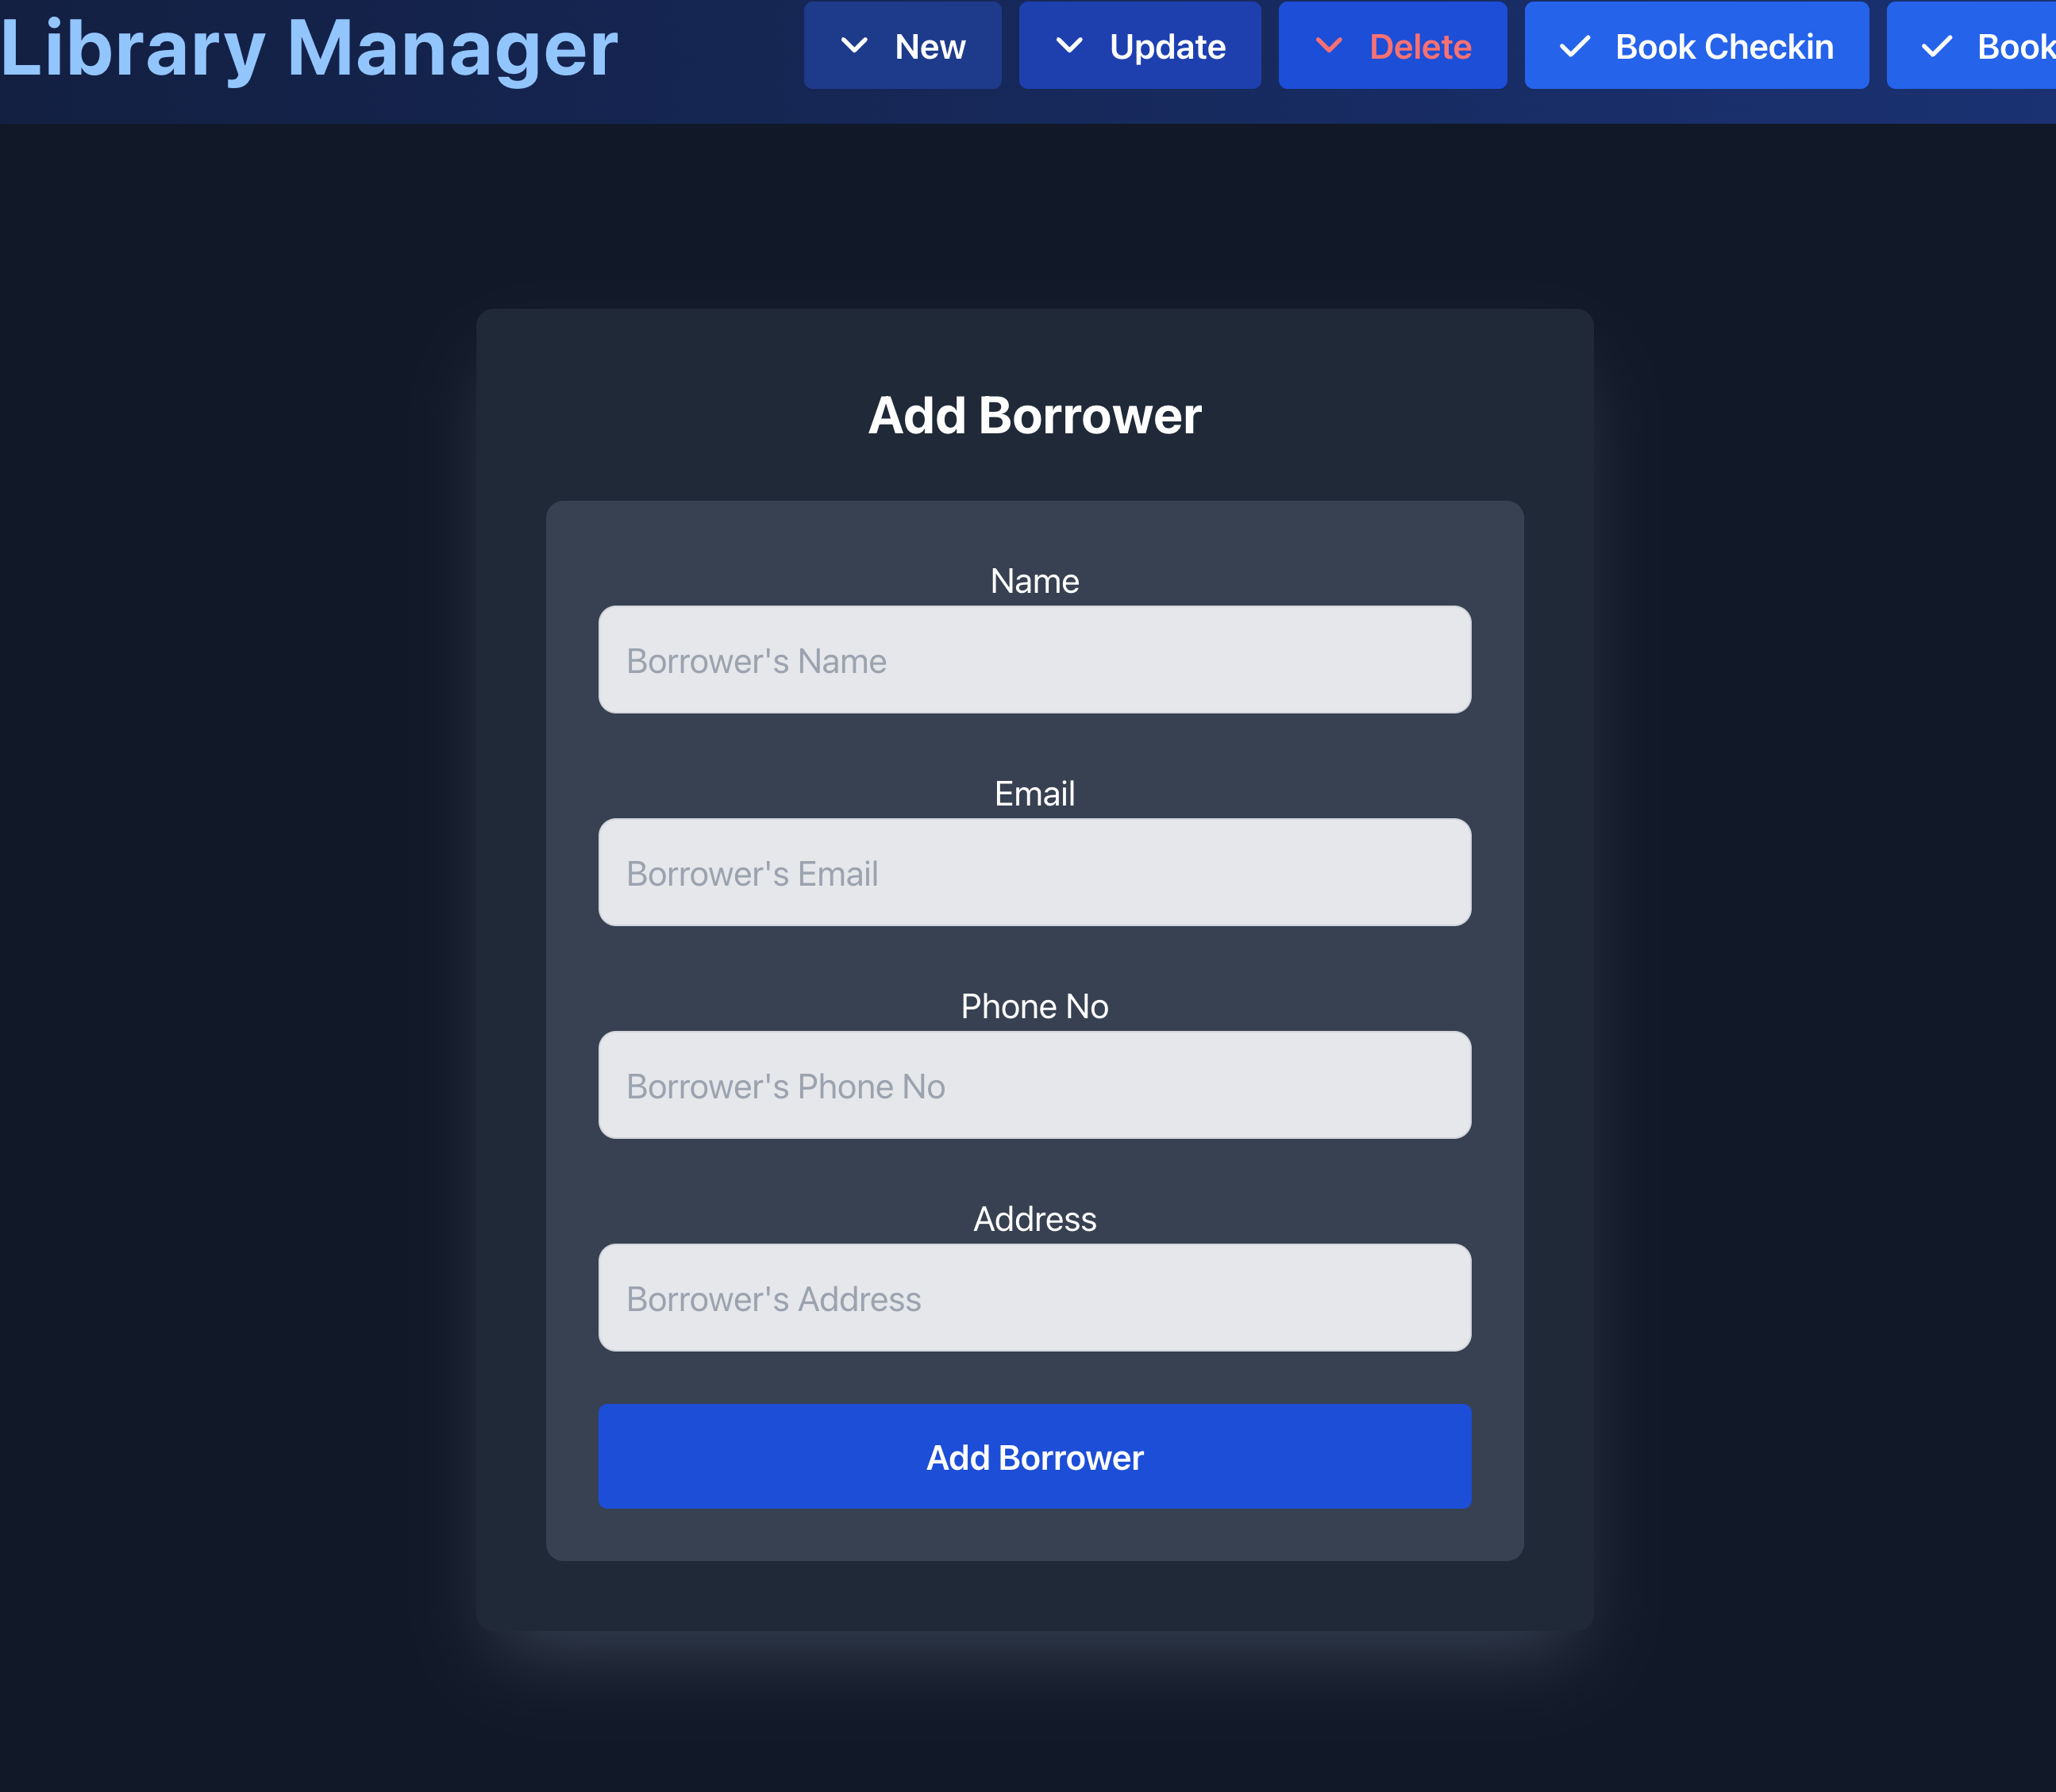 Library Manager
New
Update
Delete
Book Checkin
Book
Add Borrower
Name
Borrower's Name
Email
Borrower's Email
Phone No
Borrower's Phone No
Address
Borrower's Address
Add Borrower